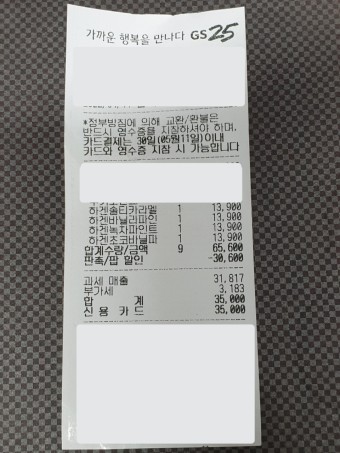 가까운 행복을 만나다 GS25
*정부방침에 의해 교환/환불은
반드시 영수증을 지참하셔야 하며,
카드결제는 30일(05월11일)이내
카드와 영수증 지참 시 가능합니다
하겐솔티카라멜 1 13,900
하겐바닐라파인 1 13,900
하겐녹차파인트 1 13,900
하겐초코바닐파 1 13,900
합계수량/금액 9 65,600
판촉/팝 할인 -30,600
과세 매출 31,817
부가세 3,183
합 계 35,000
신용 카드 35,000